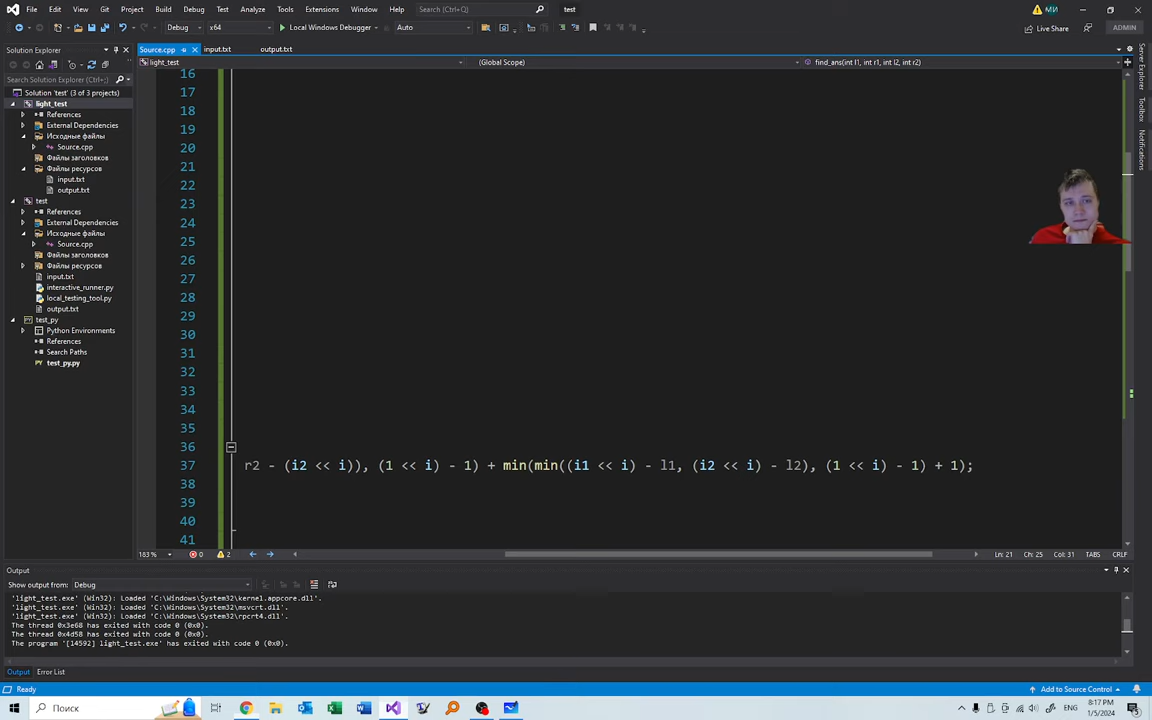 File Edit View Git Project Build Debug Test Analyze Tools Extensions Window Help Search (Ctrl+Q) test МИ
Debug x64 Local Windows Debugger Auto Live Share ADMIN
Solution Explorer
Search Solution Explorer (Ctrl+;)
Solution 'test' (3 of 3 projects)
light_test
References
External Dependencies
Исходные файлы
Source.cpp
Файлы заголовков
Файлы ресурсов
input.txt
output.txt
test
References
External Dependencies
Исходные файлы
Source.cpp
Файлы заголовков
Файлы ресурсов
input.txt
interactive_runner.py
local_testing_tool.py
output.txt
test_py
Python Environments
References
Search Paths
test_py.py
Source.cpp input.txt output.txt
light_test (Global Scope) find_ans(int l1, int r1, int l2, int r2)
16
17
18
19
20
21
22
23
24
25
26
27
28
29
30
31
32
33
34
35
36
37 r2 - (i2 << i)), (1 << i) - 1) + min(min((i1 << i) - l1, (i2 << i) - l2), (1 << i) - 1) + 1);
38
39
40
41
183 % 0 2 Ln: 21 Ch: 25 Col: 31 TABS CRLF
Server Explorer
Toolbox
Notifications
Output
Show output from: Debug
'light_test.exe' (Win32): Loaded 'C:\Windows\System32\kernel.appcore.dll'.
'light_test.exe' (Win32): Loaded 'C:\Windows\System32\msvcrt.dll'.
'light_test.exe' (Win32): Loaded 'C:\Windows\System32\rpcrt4.dll'.
The thread 0x3e68 has exited with code 0 (0x0).
The thread 0x4d58 has exited with code 0 (0x0).
The program '[14592] light_test.exe' has exited with code 0 (0x0).
Output Error List
Ready Add to Source Control
Поиск ENG 8:17 PM
1/5/2024